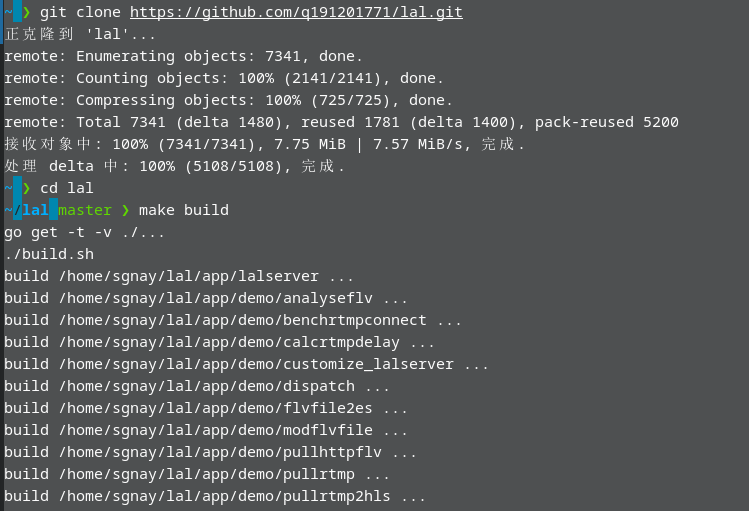 ~ ❯ git clone https://github.com/q191201771/lal.git
正克隆到 'lal'...
remote: Enumerating objects: 7341, done.
remote: Counting objects: 100% (2141/2141), done.
remote: Compressing objects: 100% (725/725), done.
remote: Total 7341 (delta 1480), reused 1781 (delta 1400), pack-reused 5200
接收对象中: 100% (7341/7341), 7.75 MiB | 7.57 MiB/s, 完成.
处理 delta 中: 100% (5108/5108), 完成.
~ ❯ cd lal
~/lal master ❯ make build
go get -t -v ./...
./build.sh
build /home/sgnay/lal/app/lalserver ...
build /home/sgnay/lal/app/demo/analyseflv ...
build /home/sgnay/lal/app/demo/benchrtmpconnect ...
build /home/sgnay/lal/app/demo/calcrtmpdelay ...
build /home/sgnay/lal/app/demo/customize_lalserver ...
build /home/sgnay/lal/app/demo/dispatch ...
build /home/sgnay/lal/app/demo/flvfile2es ...
build /home/sgnay/lal/app/demo/modflvfile ...
build /home/sgnay/lal/app/demo/pullhttpflv ...
build /home/sgnay/lal/app/demo/pullrtmp ...
build /home/sgnay/lal/app/demo/pullrtmp2hls ...